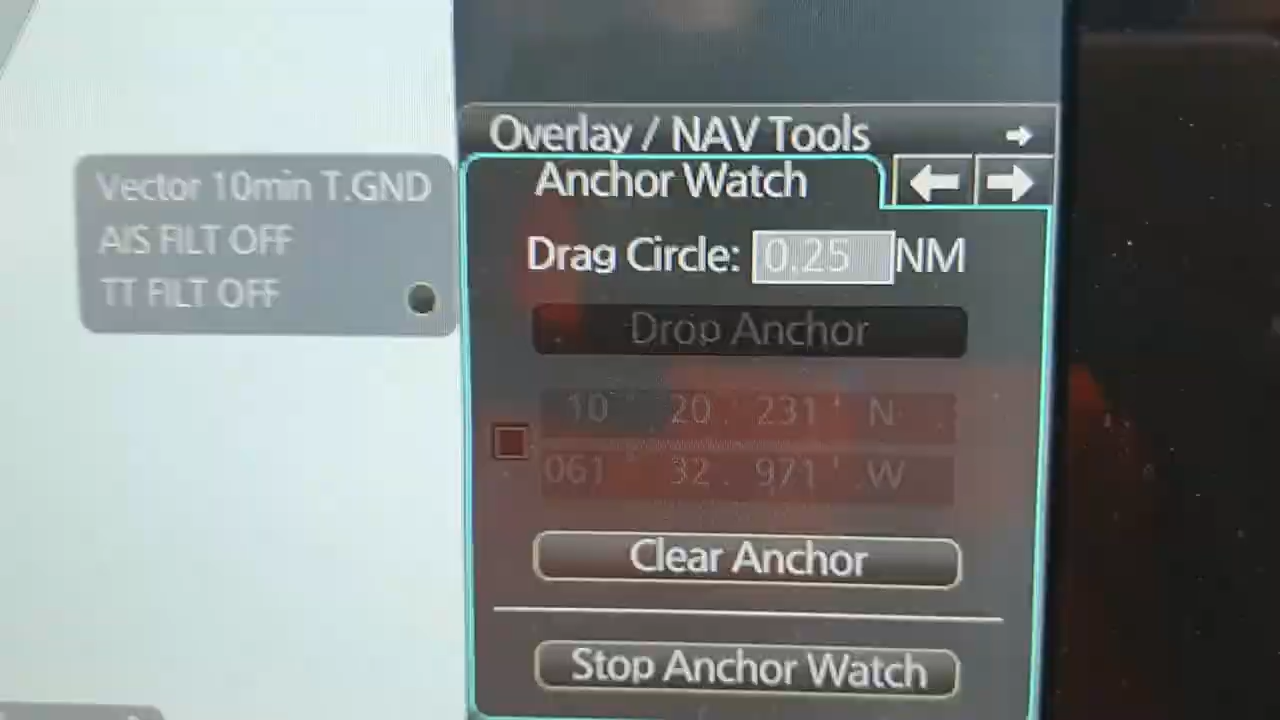 Overlay / NAV Tools
Anchor Watch
Vector 10min T.GND
AIS FILT OFF
TT FILT OFF
Drag Circle: 0.25 NM
Drop Anchor
10 ° 20 . 231 ' N
061 ° 32 . 971 ' W
Clear Anchor
Stop Anchor Watch